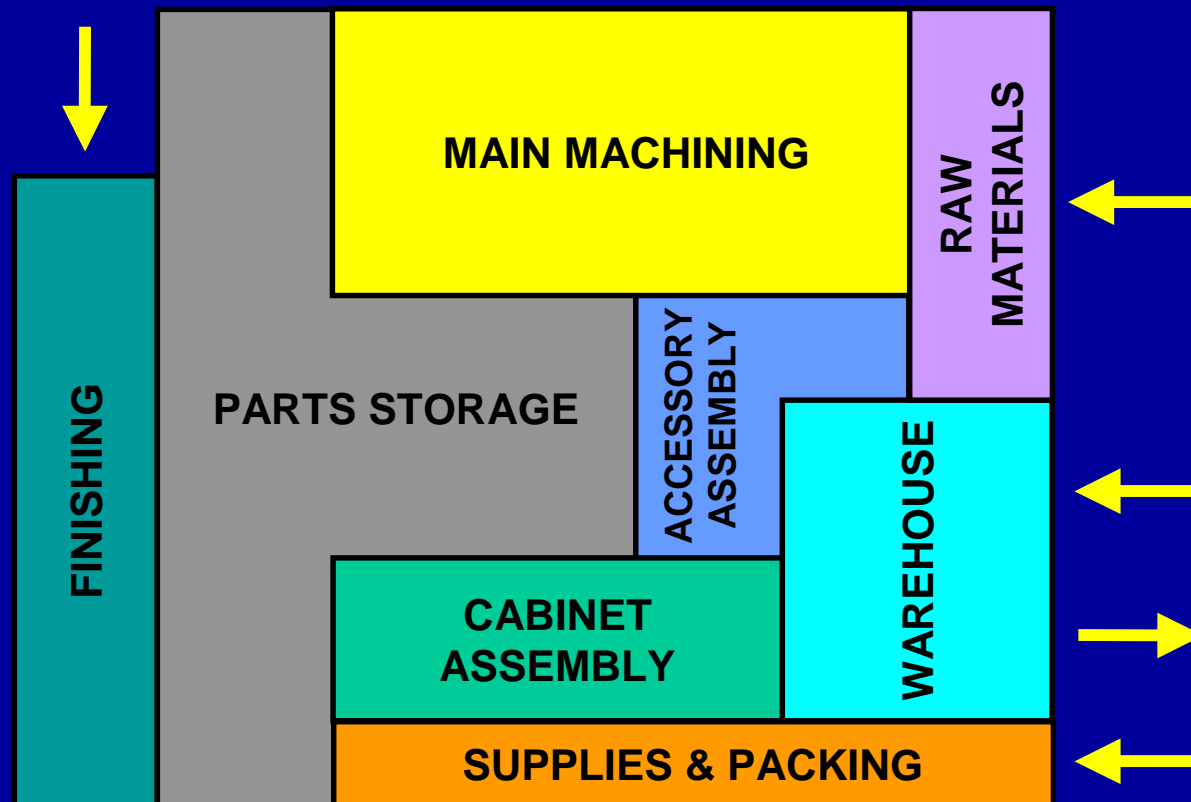 MAIN MACHINING
RAW
MATERIALS
PARTS STORAGE
ACCESSORY
ASSEMBLY
FINISHING
WAREHOUSE
CABINET
ASSEMBLY
SUPPLIES & PACKING